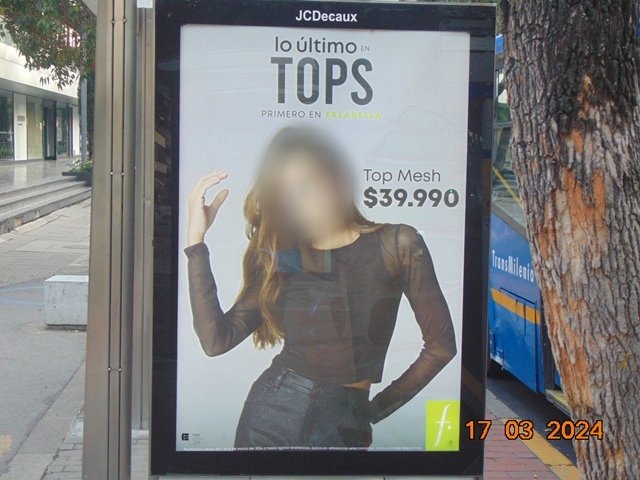 JCDecaux
lo último EN
TOPS
PRIMERO EN FALABELLA
Top Mesh
$39.990
TransMilenio
f.
17 03 2024